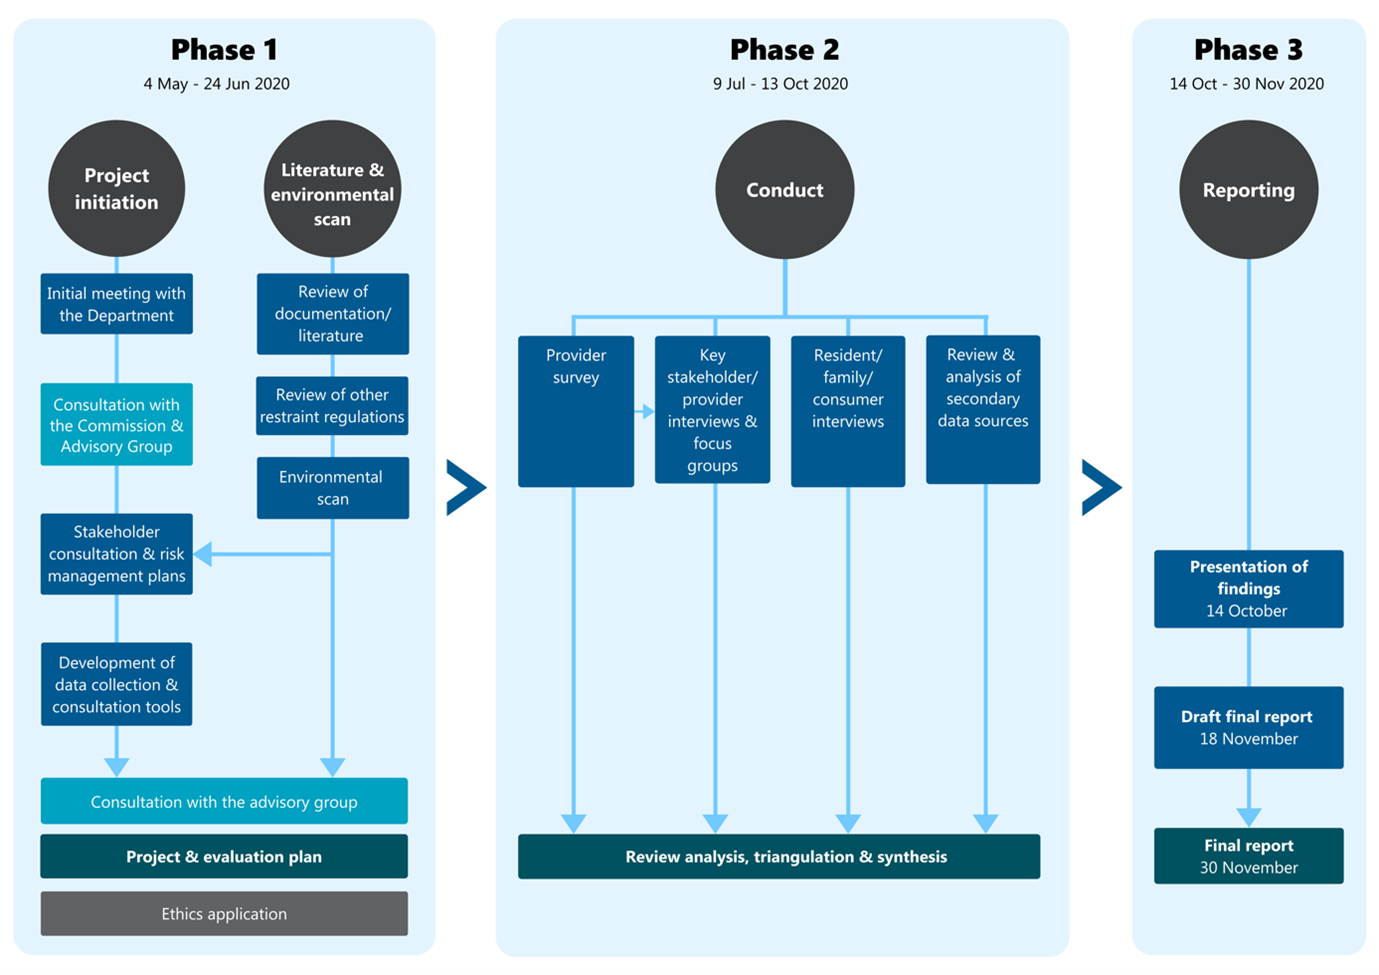 Phase 1
4 May - 24 Jun 2020
Project
initiation
Literature &
environmental
scan
Initial meeting with
the Department
Consultation with
the Commission &
Advisory Group
Stakeholder
consultation & risk
management plans
Development of
data collection &
consultation tools
Review of
documentation/
literature
Review of other
restraint regulations
Environmental
scan
Consultation with the advisory group
Project & evaluation plan
Ethics application
Phase 2
9 Jul - 13 Oct 2020
Conduct
Provider
survey
Key
stakeholder/
provider
interviews &
focus
groups
Resident/
family/
consumer
interviews
Review &
analysis of
secondary
data sources
Review analysis, triangulation & synthesis
Phase 3
14 Oct - 30 Nov 2020
Reporting
Presentation of
findings
14 October
Draft final report
18 November
Final report
30 November